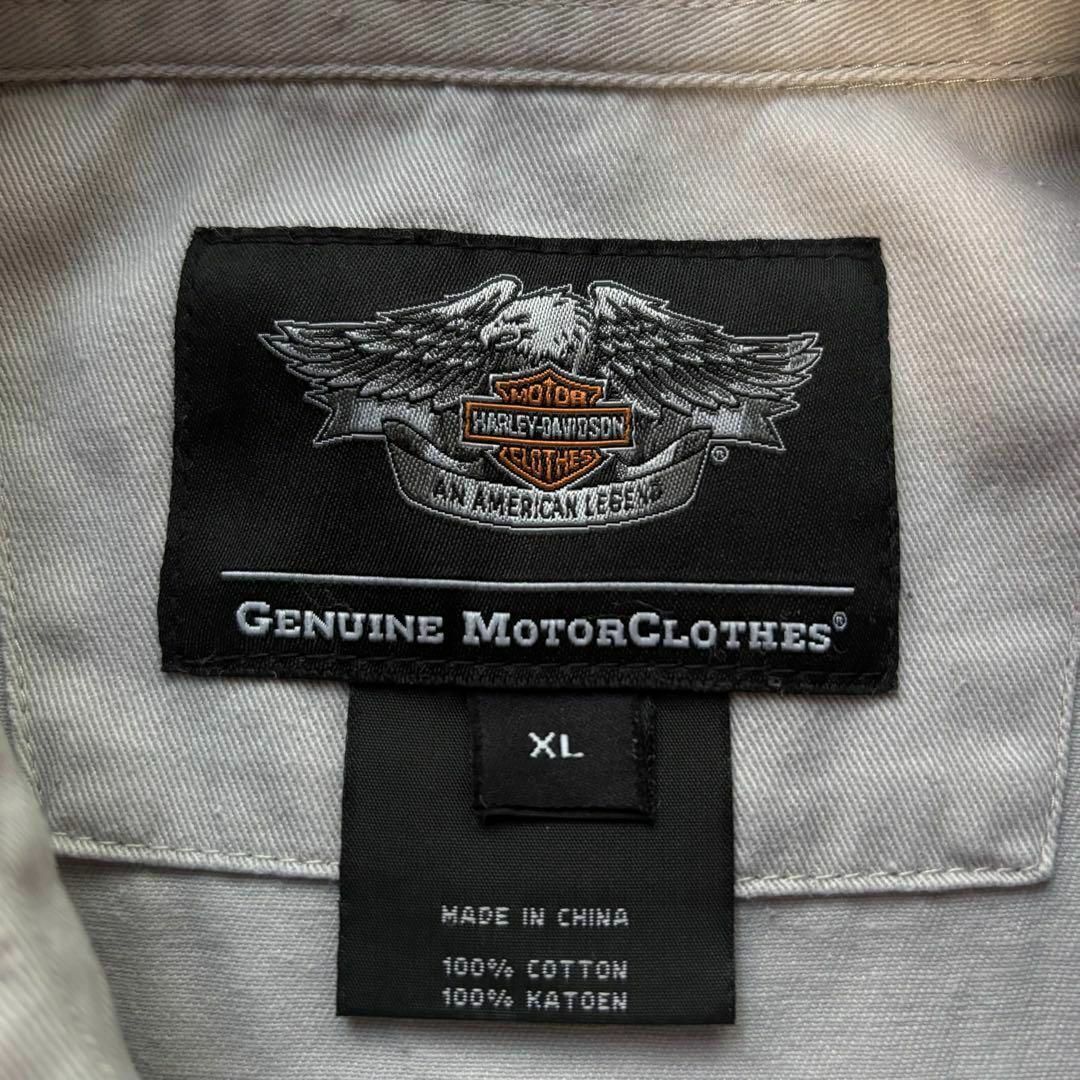 MOTOR
HARLEY-DAVIDSON
CLOTHES
®
AN AMERICAN LEGEND
GENUINE MOTORCLOTHES®
XL
MADE IN CHINA
100% COTTON
100% KATOEN